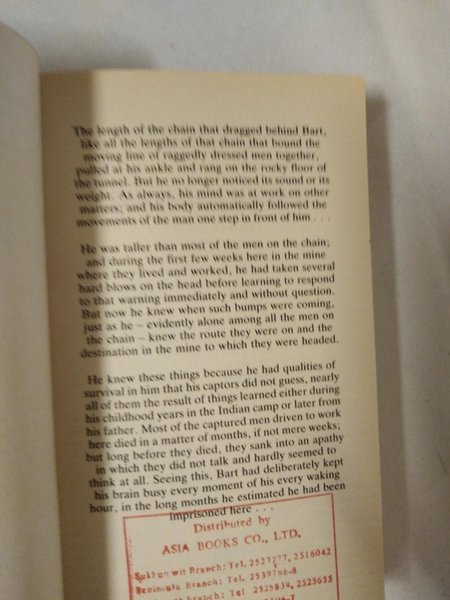 The length of the chain that dragged behind Bart,
like all the lengths of that chain that bound the
moving line of raggedly dressed men together,
pulled at his ankle and rang on the rocky floor of
the tunnel. But he no longer noticed its sound or its
weight. As always, his mind was at work on other
matters; and his body automatically followed the
movements of the man one step in front of him . . .
He was taller than most of the men on the chain;
and during the first few weeks here in the mine
where they lived and worked, he had taken several
hard blows on the head before learning to respond
to that warning immediately and without question.
But now he knew when such bumps were coming,
just as he – evidently alone among all the men on
the chain – knew the route they were on and the
destination in the mine to which they were headed.
He knew these things because he had qualities of
survival in him that his captors did not guess, nearly
all of them the result of things learned either during
his childhood years in the Indian camp or later from
his father. Most of the captured men driven to work
here died in a matter of months, if not mere weeks;
but long before they died, they sank into an apathy
in which they did not talk and hardly seemed to
think at all. Seeing this, Bart had deliberately kept
his brain busy every moment of his every waking
hour, in the long months he estimated he had been
imprisoned here . . .
Distributed by
ASIA BOOKS CO., LTD.
Sukhumvit Branch: Tel. 2527277, 2516042
Peninsula Branch: Tel. 2539786-8
Branch: Tel 2525839, 2525655